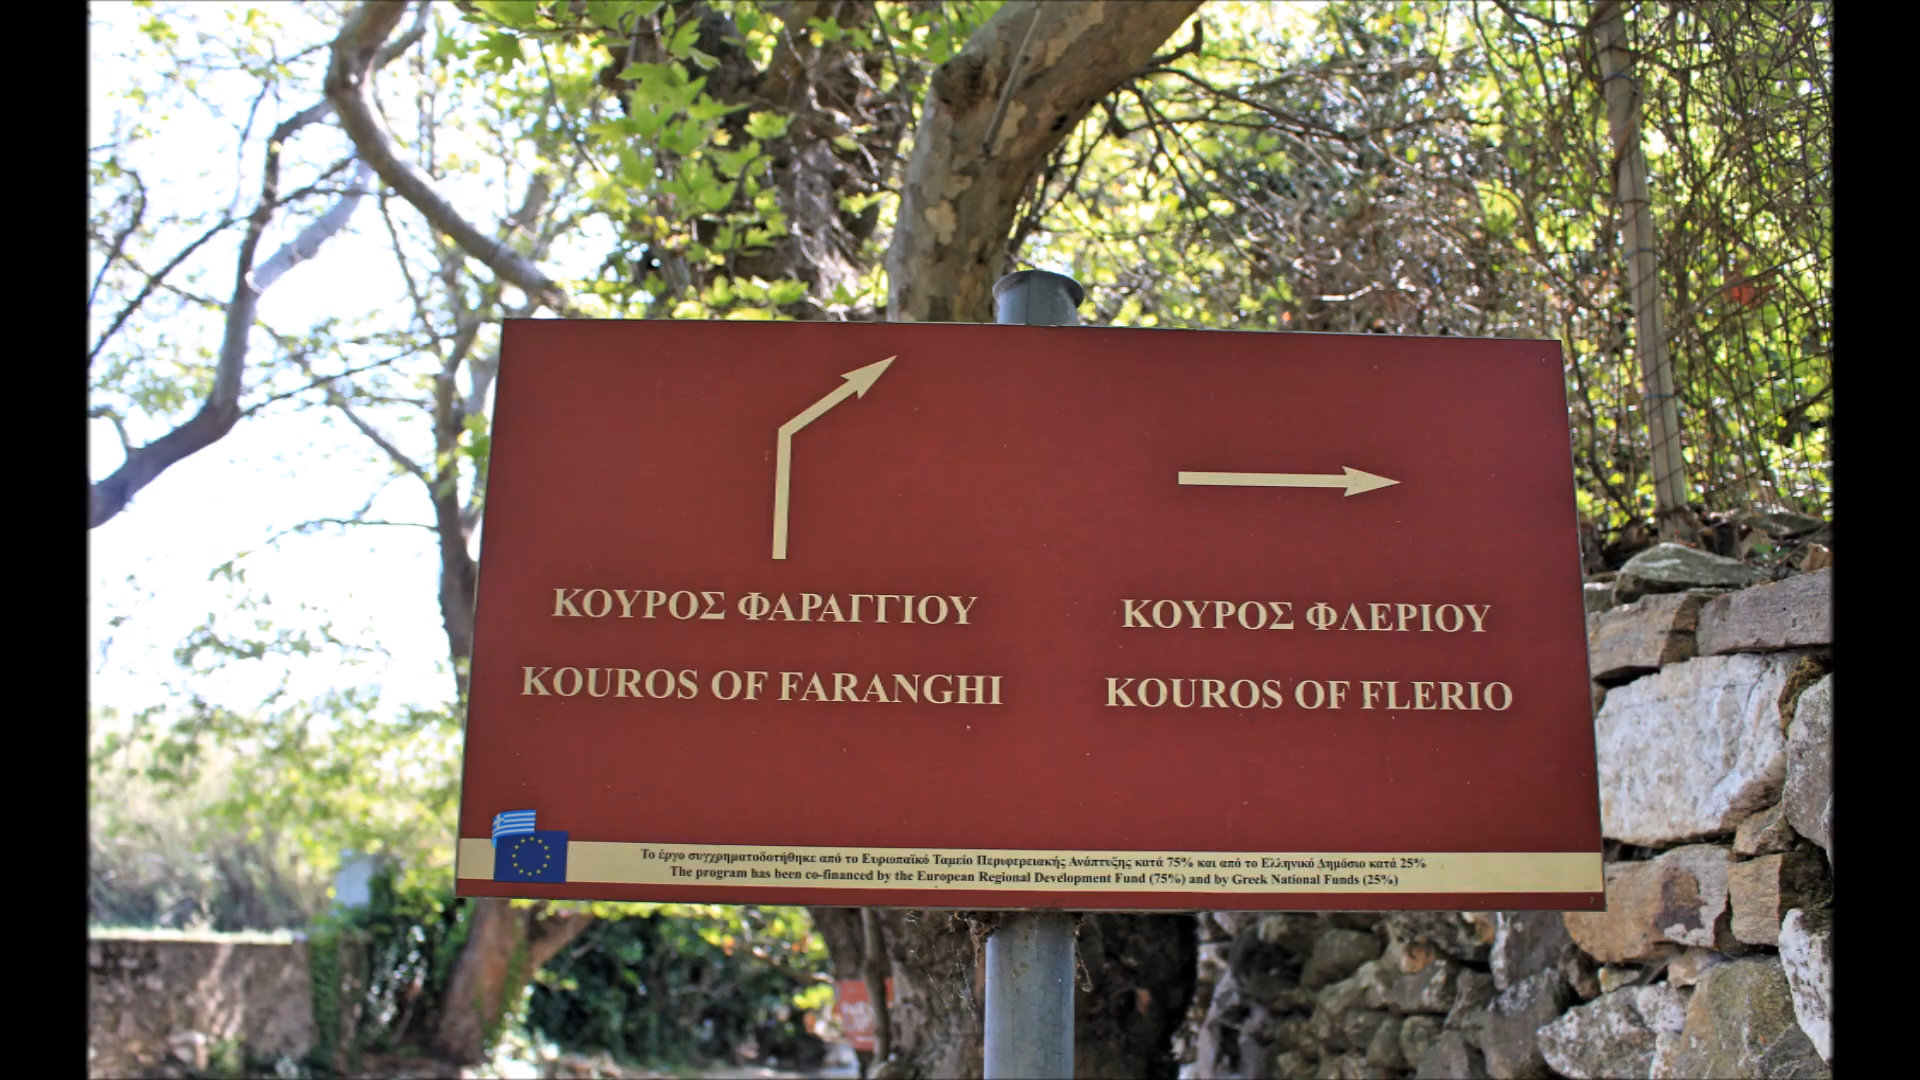 ΚΟΥΡΟΣ ΦΑΡΑΓΓΙΟΥ
KOUROS OF FARANGHI
ΚΟΥΡΟΣ ΦΛΕΡΙΟΥ
KOUROS OF FLERIO
Το έργο συγχρηματοδοτήθηκε από το Ευρωπαϊκό Ταμείο Περιφερειακής Ανάπτυξης κατά 75% και από το Ελληνικό Δημόσιο κατά 25%
The program has been co-financed by the European Regional Development Fund (75%) and by Greek National Funds (25%)